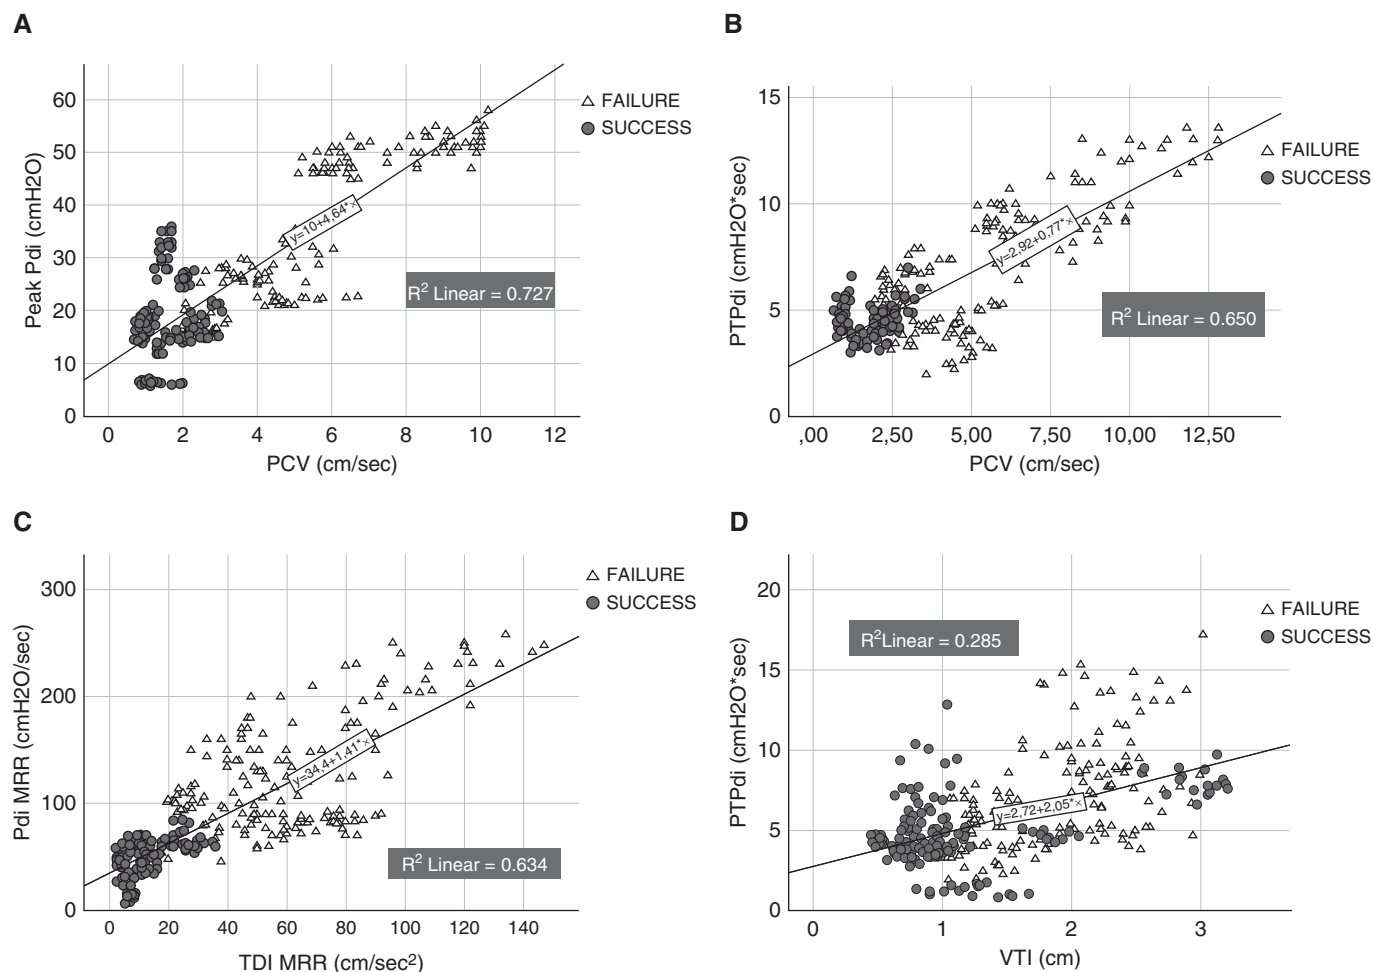 A
Peak Pdi (cmH2O)
60
50
40
30
20
10
0
0 2 4 6 8 10 12
PCV (cm/sec)
FAILURE
SUCCESS
y=10+4,64*x
R² Linear = 0.727
B
PTPdi (cmH2O*sec)
15
10
5
0
,00 2,50 5,00 7,50 10,00 12,50
PCV (cm/sec)
FAILURE
SUCCESS
y=2,92+0,77*x
R² Linear = 0.650
C
Pdi MRR (cmH2O/sec)
300
200
100
0
0 20 40 60 80 100 120 140
TDI MRR (cm/sec²)
FAILURE
SUCCESS
y=34,4+1,41*x
R² Linear = 0.634
D
PTPdi (cmH2O*sec)
20
15
10
5
0
0 1 2 3
VTI (cm)
FAILURE
SUCCESS
y=2,72+2,05*x
R²Linear = 0.285